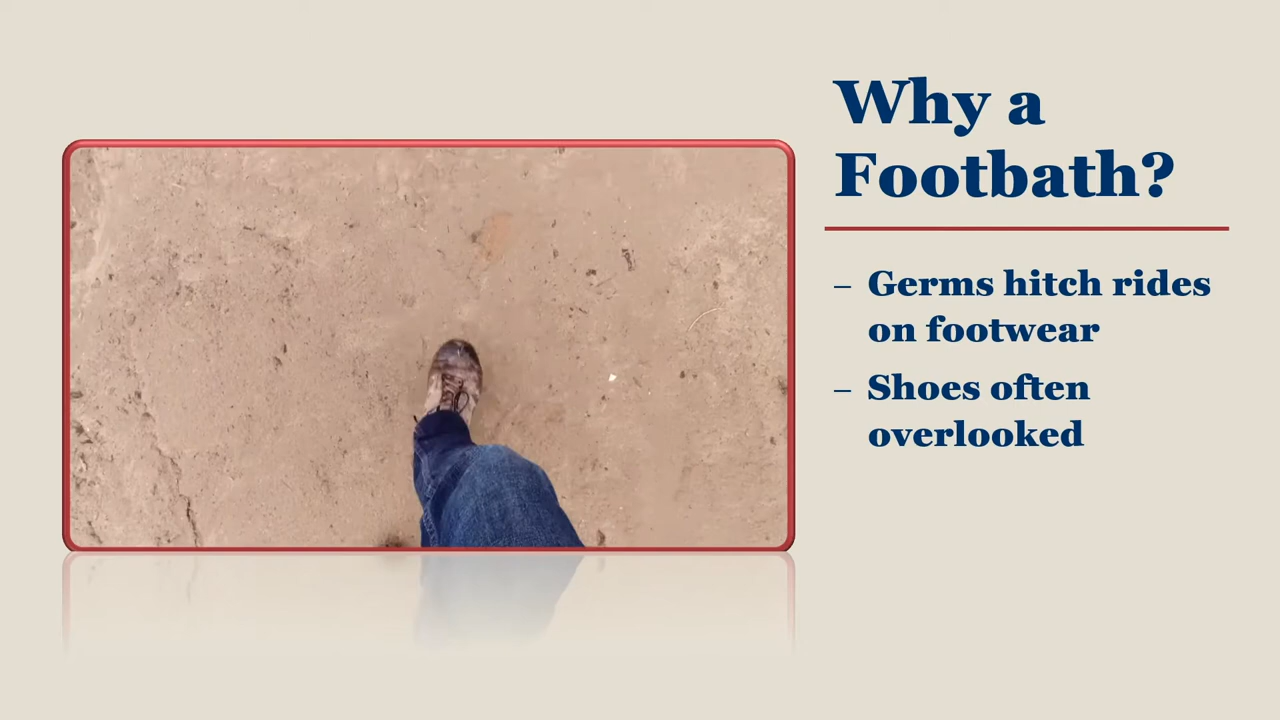 Why a
Footbath?
– Germs hitch rides
on footwear
– Shoes often
overlooked